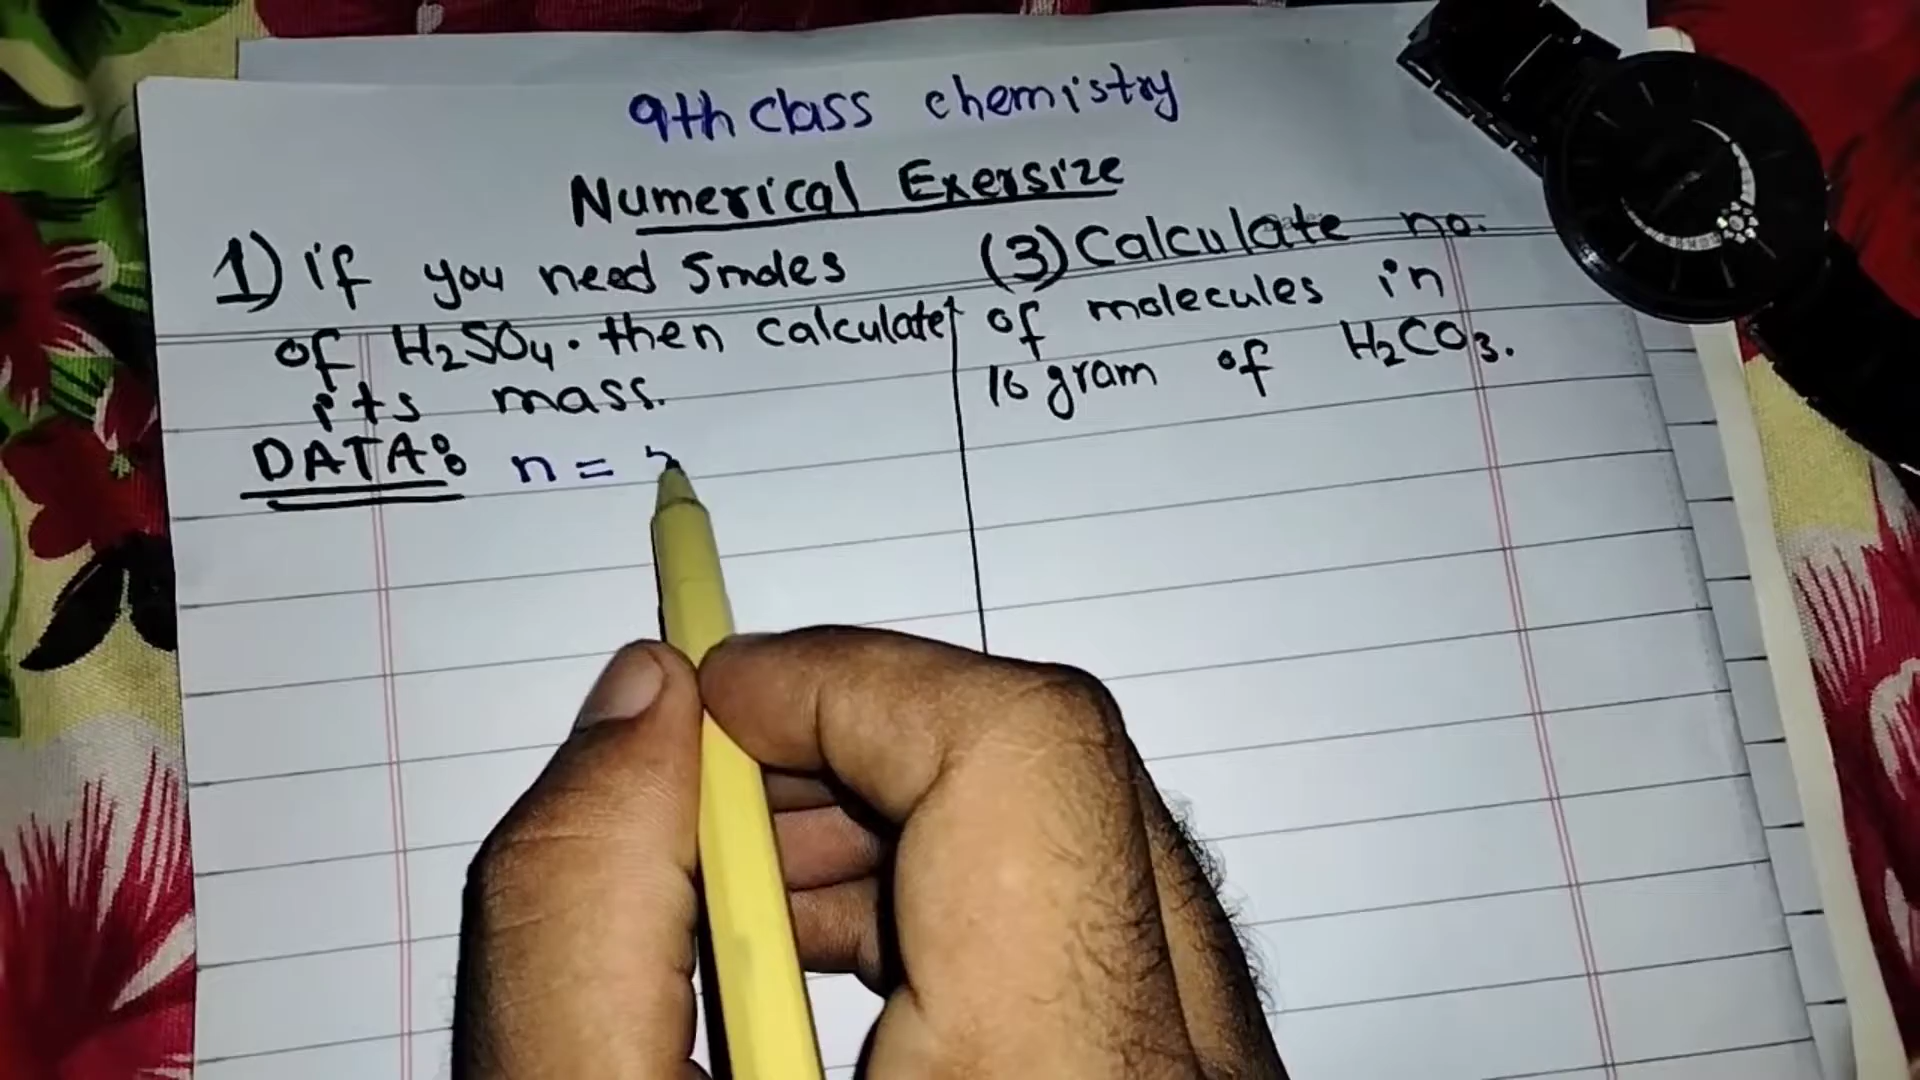 9th class chemistry
Numerical Exersize
1) if you need 5moles
of H₂SO₄. then calculate
its mass.
DATA: n =
(3) Calculate no.
of molecules in
16 gram of H₂CO₃.